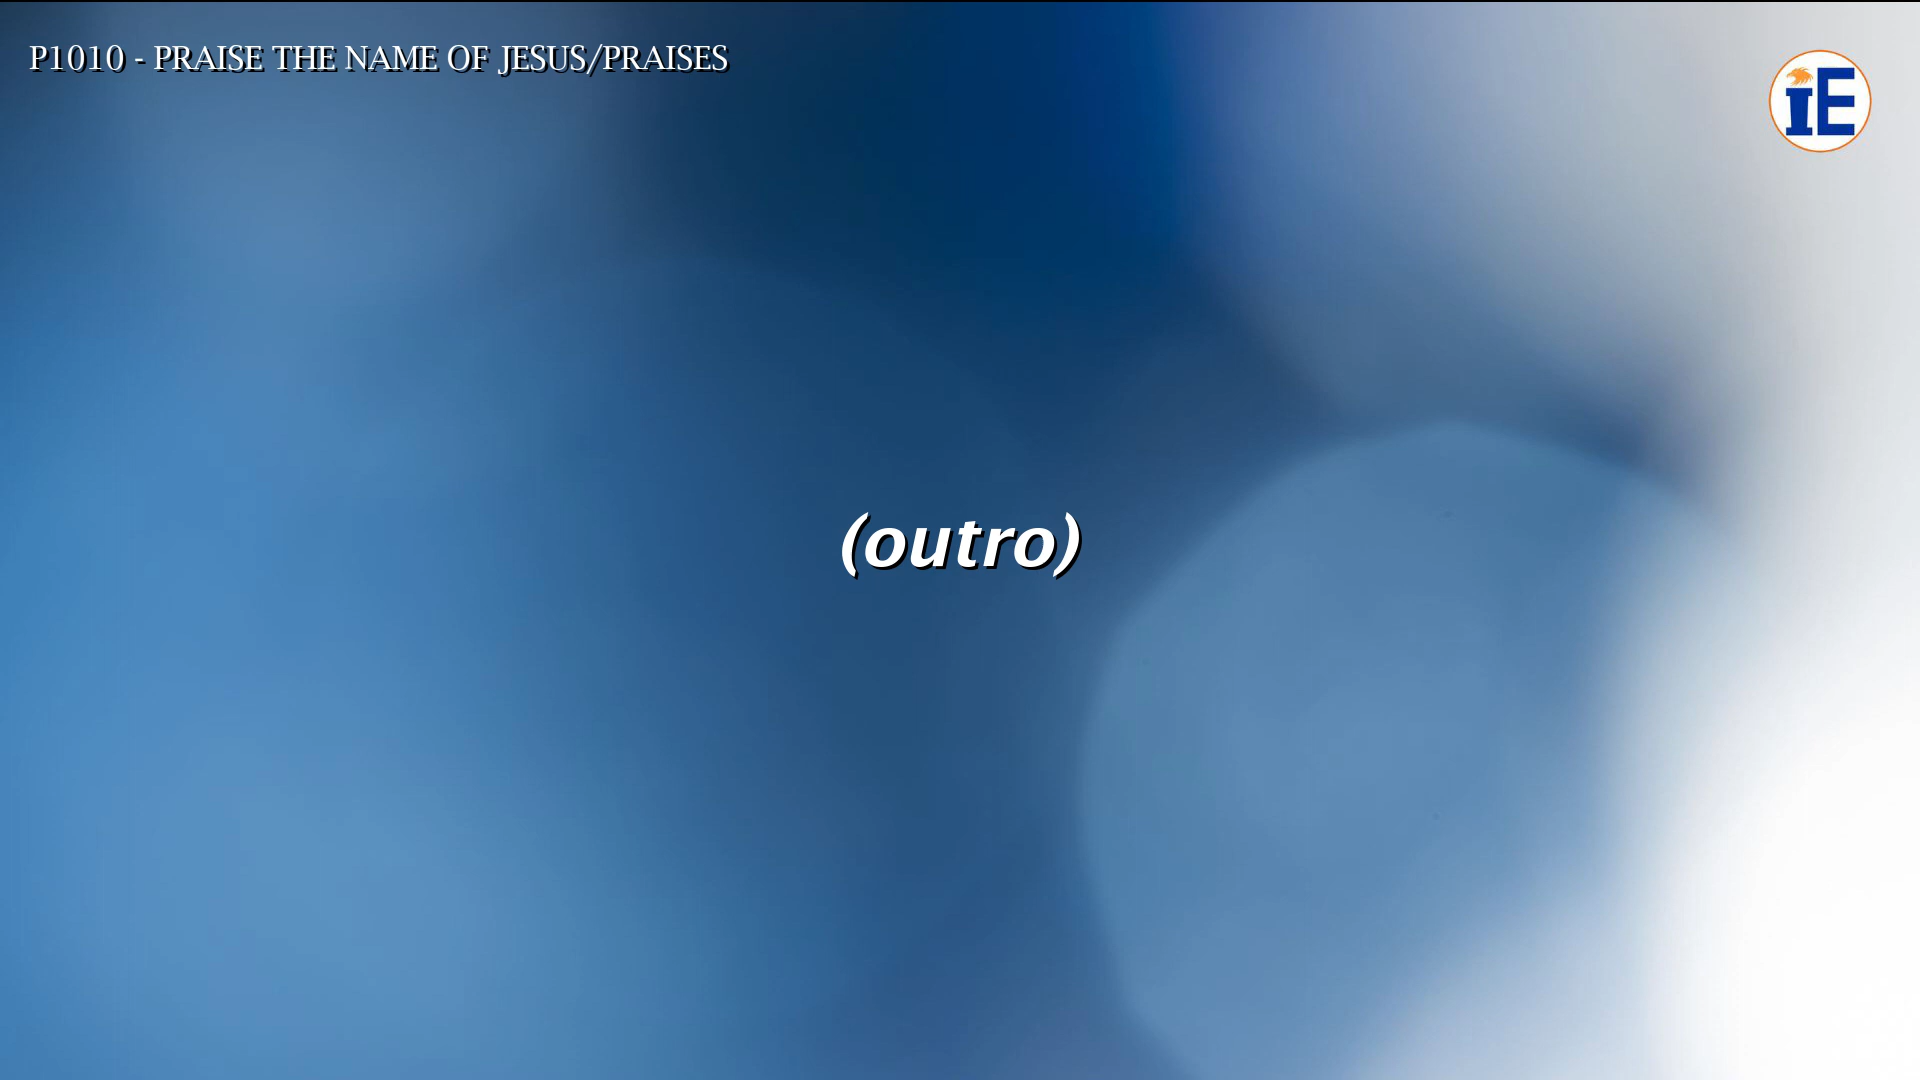 P1010 - PRAISE THE NAME OF JESUS/PRAISES
iE
(outro)